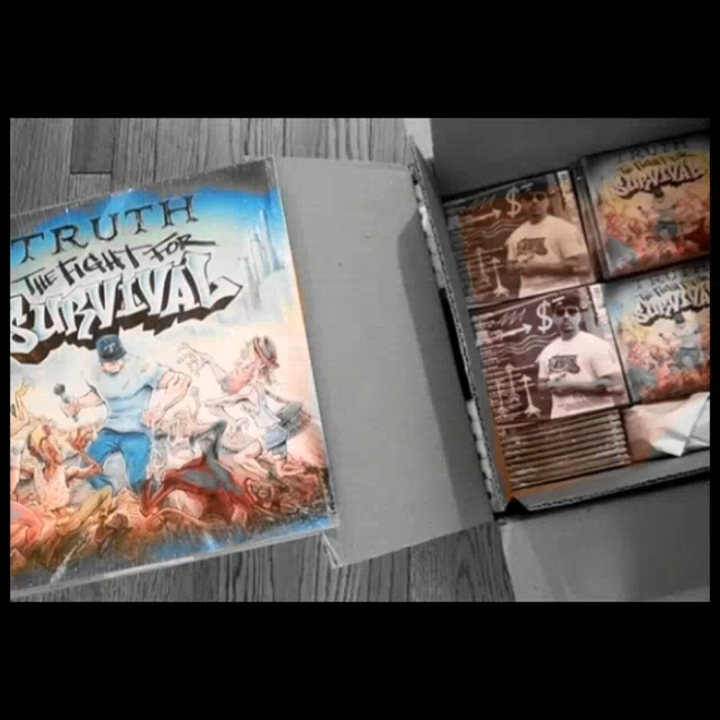 TRUTH
THE FIGHT FOR
SURVIVAL
$
TRUTH
THE FIGHT FOR
SURVIVAL
$
TRUTH
THE FIGHT FOR
SURVIVAL